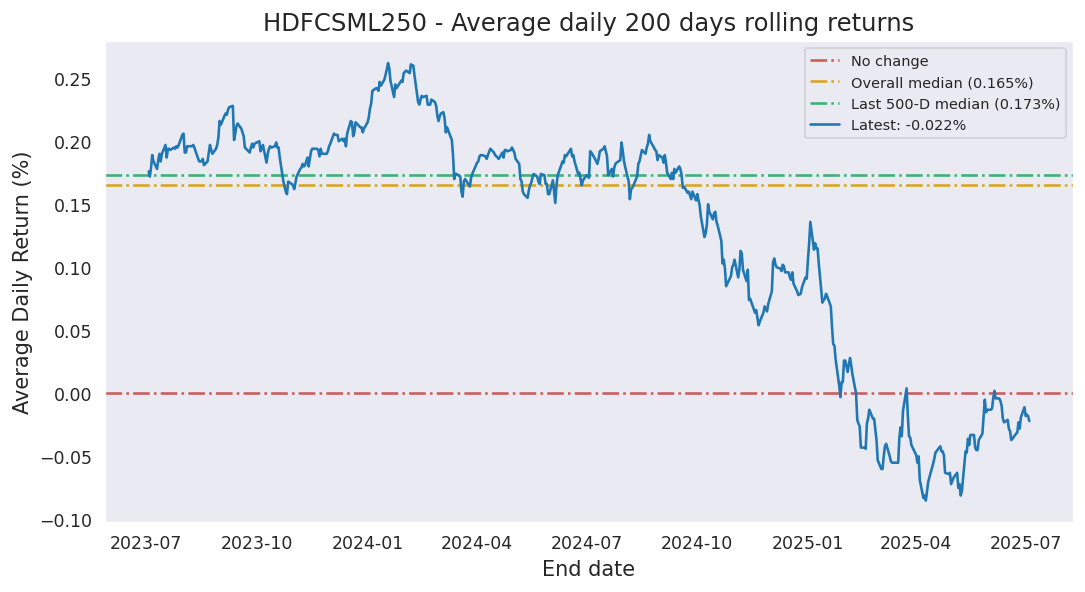 HDFCSML250 - Average daily 200 days rolling returns
No change
Overall median (0.165%)
Last 500-D median (0.173%)
Latest: -0.022%
Average Daily Return (%)
0.25
0.20
0.15
0.10
0.05
0.00
−0.05
−0.10
2023-07 2023-10 2024-01 2024-04 2024-07 2024-10 2025-01 2025-04 2025-07
End date